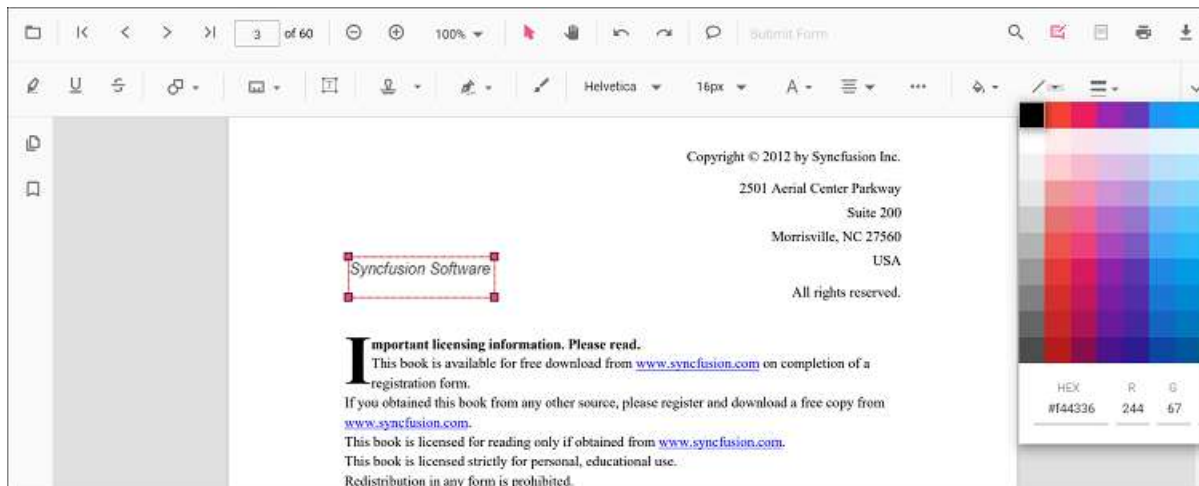 3 of 60 100% Submit Form
Helvetica 16px A
Copyright © 2012 by Syncfusion Inc.
2501 Aerial Center Parkway
Suite 200
Morrisville, NC 27560
USA
All rights reserved.
Syncfusion Software
Important licensing information. Please read.
This book is available for free download from www.syncfusion.com on completion of a
registration form.
If you obtained this book from any other source, please register and download a free copy from
www.syncfusion.com.
This book is licensed for reading only if obtained from www.syncfusion.com.
This book is licensed strictly for personal, educational use.
Redistribution in any form is prohibited.
HEX R G
#f44336 244 67